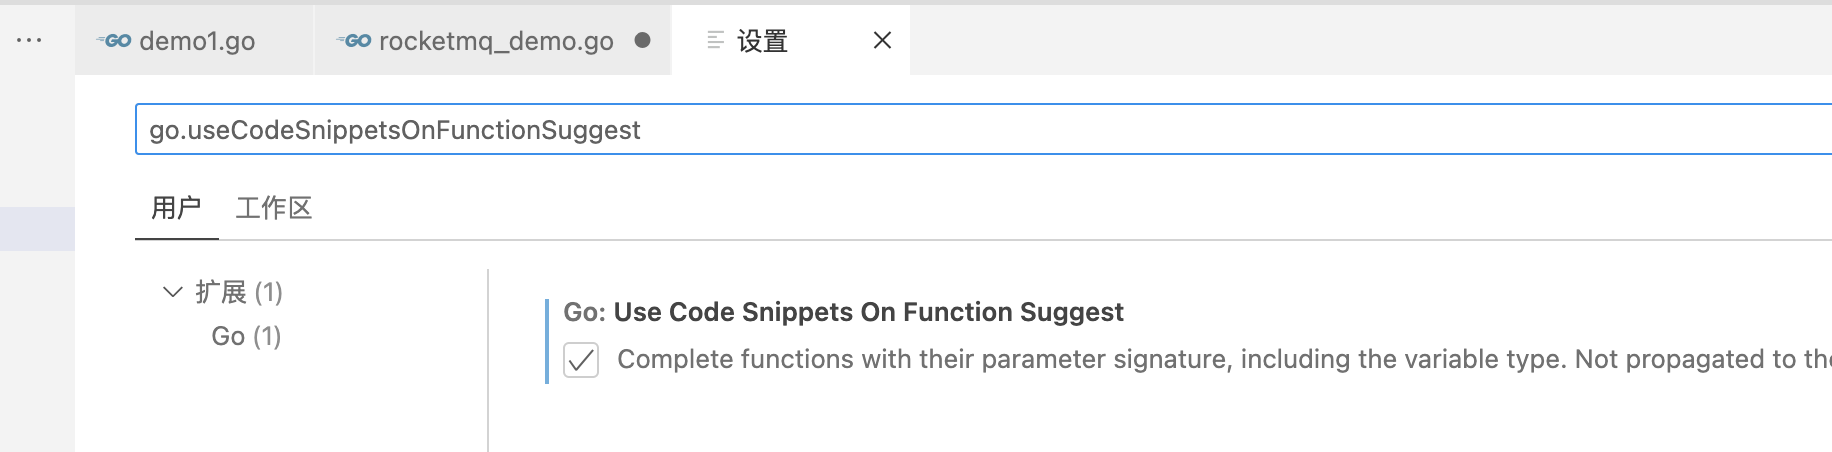 ··· GO demo1.go GO rocketmq_demo.go ● 设置 ×
go.useCodeSnippetsOnFunctionSuggest
用户 工作区
扩展 (1)
Go (1)
Go: Use Code Snippets On Function Suggest
Complete functions with their parameter signature, including the variable type. Not propagated to the